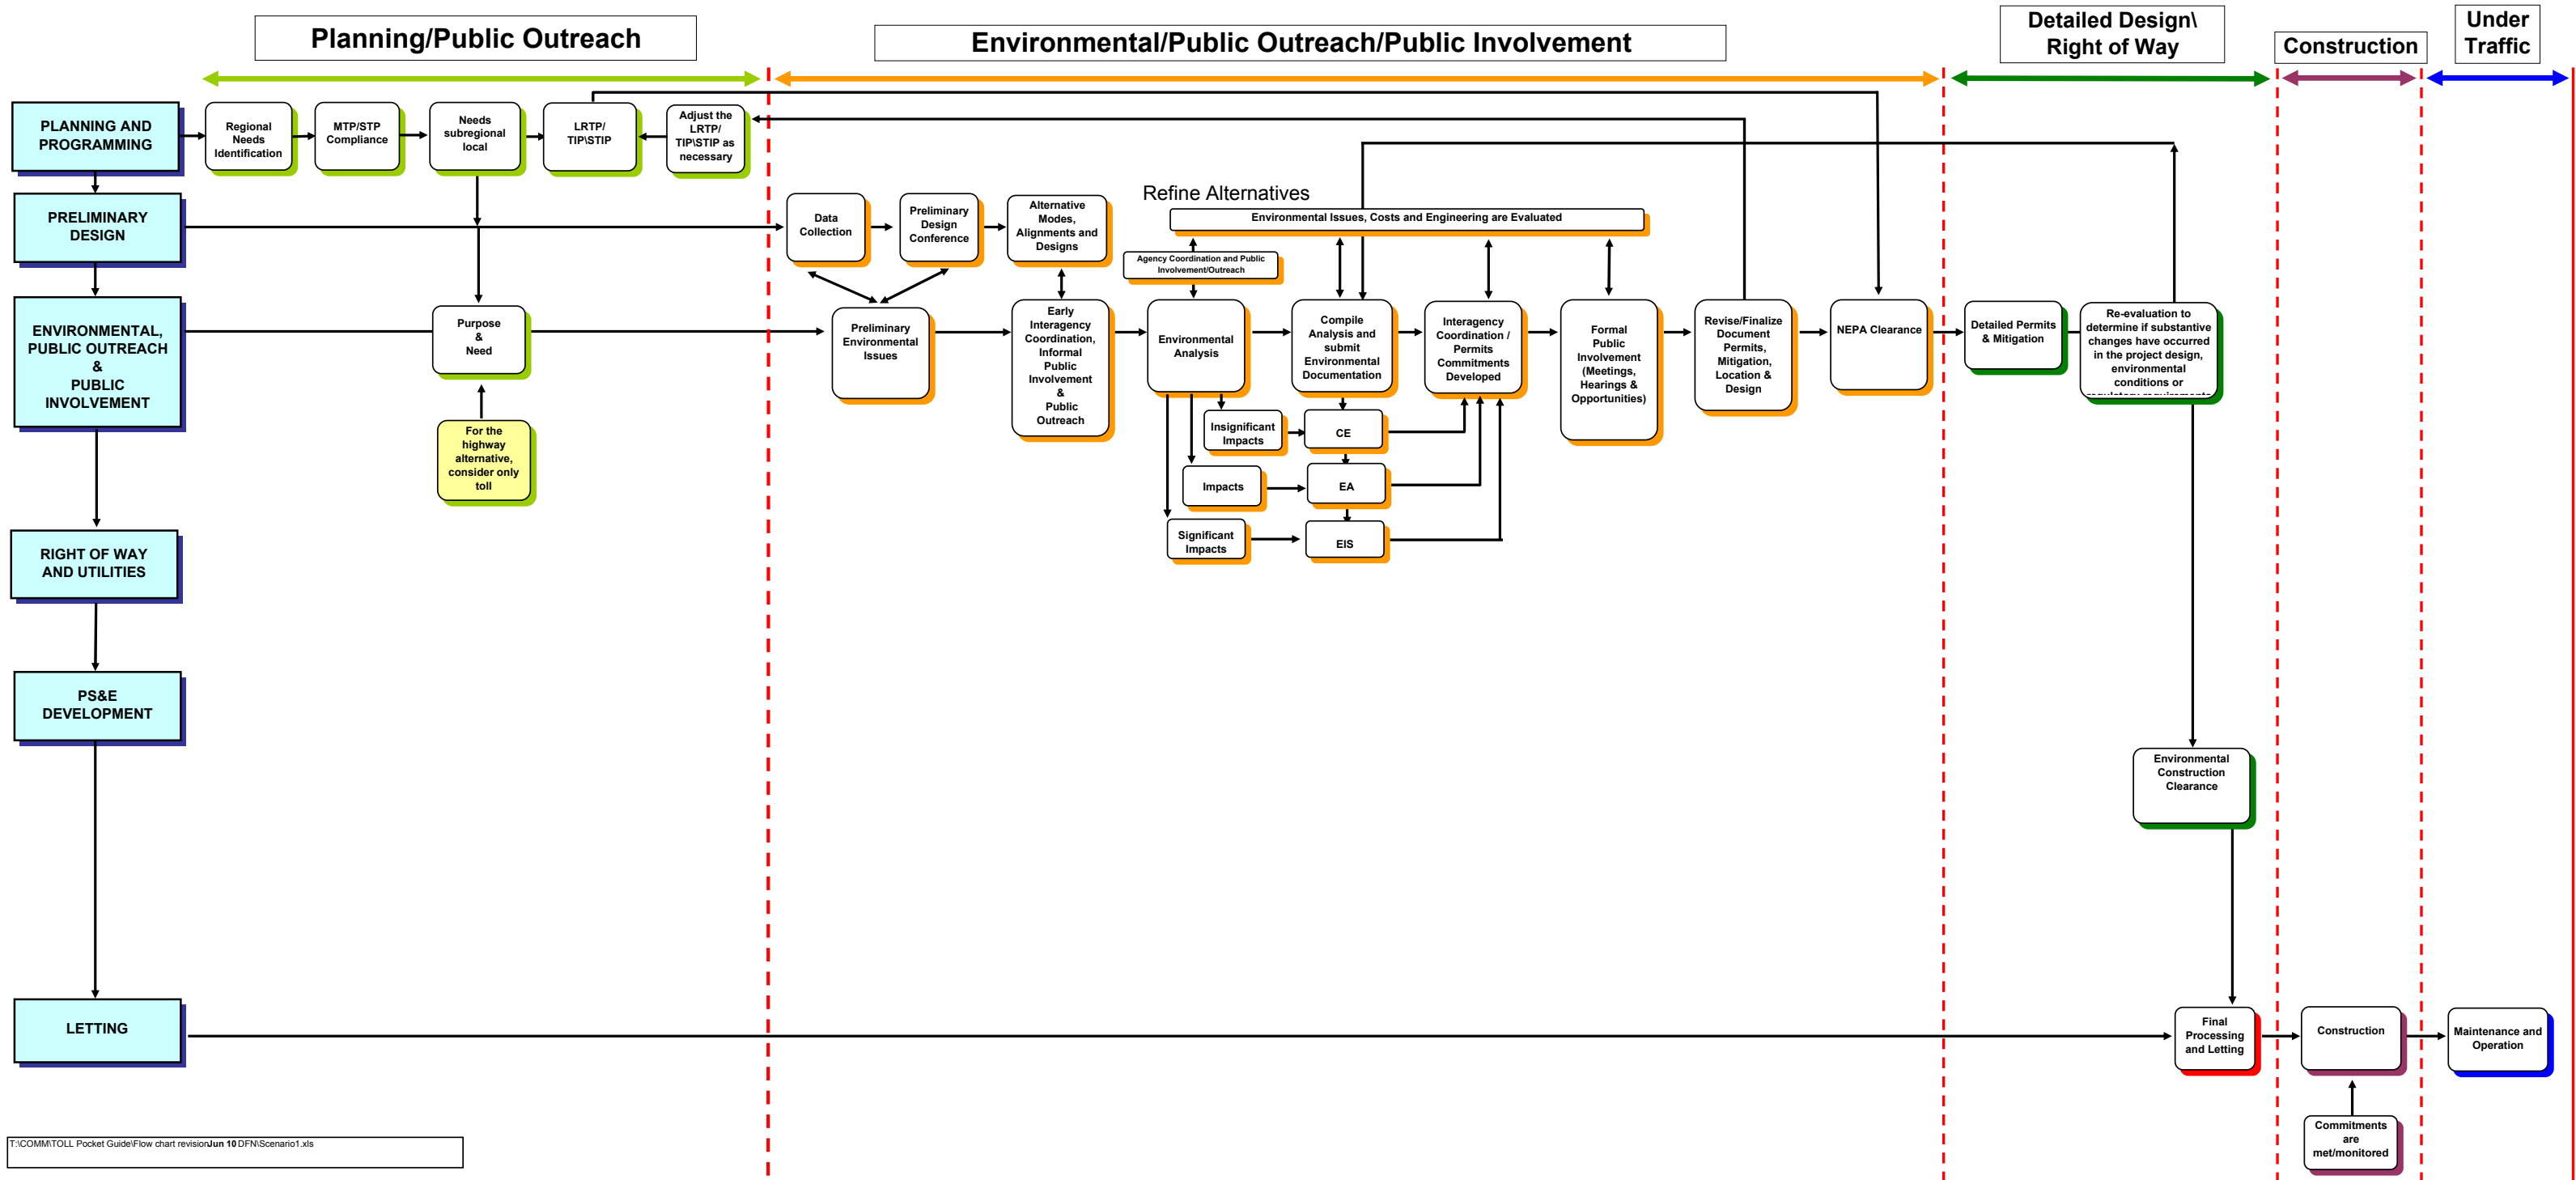 Planning/Public Outreach
Environmental/Public Outreach/Public Involvement
Detailed Design\
Right of Way
Construction
Under
Traffic
PLANNING AND
PROGRAMMING
Regional
Needs
Identification
MTP/STP
Compliance
Needs
subregional
local
LRTP/
TIP\STIP
Adjust the
LRTP/
TIP\STIP as
necessary
PRELIMINARY
DESIGN
Data
Collection
Preliminary
Design
Conference
Alternative
Modes,
Alignments and
Designs
Refine Alternatives
Environmental Issues, Costs and Engineering are Evaluated
Agency Coordination and Public
Involvement/Outreach
ENVIRONMENTAL,
PUBLIC OUTREACH
&
PUBLIC
INVOLVEMENT
Purpose
&
Need
For the
highway
alternative,
consider only
toll
Preliminary
Environmental
Issues
Early
Interagency
Coordination,
Informal
Public
Involvement
&
Public
Outreach
Environmental
Analysis
Compile
Analysis and
submit
Environmental
Documentation
Interagency
Coordination /
Permits
Commitments
Developed
Formal
Public
Involvement
(Meetings,
Hearings &
Opportunities)
Revise/Finalize
Document
Permits,
Mitigation,
Location &
Design
NEPA Clearance
Detailed Permits
& Mitigation
Re-evaluation to
determine if substantive
changes have occurred
in the project design,
environmental
conditions or
regulatory requirements
Insignificant
Impacts
CE
Impacts
EA
Significant
Impacts
EIS
RIGHT OF WAY
AND UTILITIES
PS&E
DEVELOPMENT
Environmental
Construction
Clearance
LETTING
Final
Processing
and Letting
Construction
Maintenance and
Operation
Commitments
are
met/monitored
T:\COMM\TOLL Pocket Guide\Flow chart revisionJun 10 DFN\Scenario1.xls